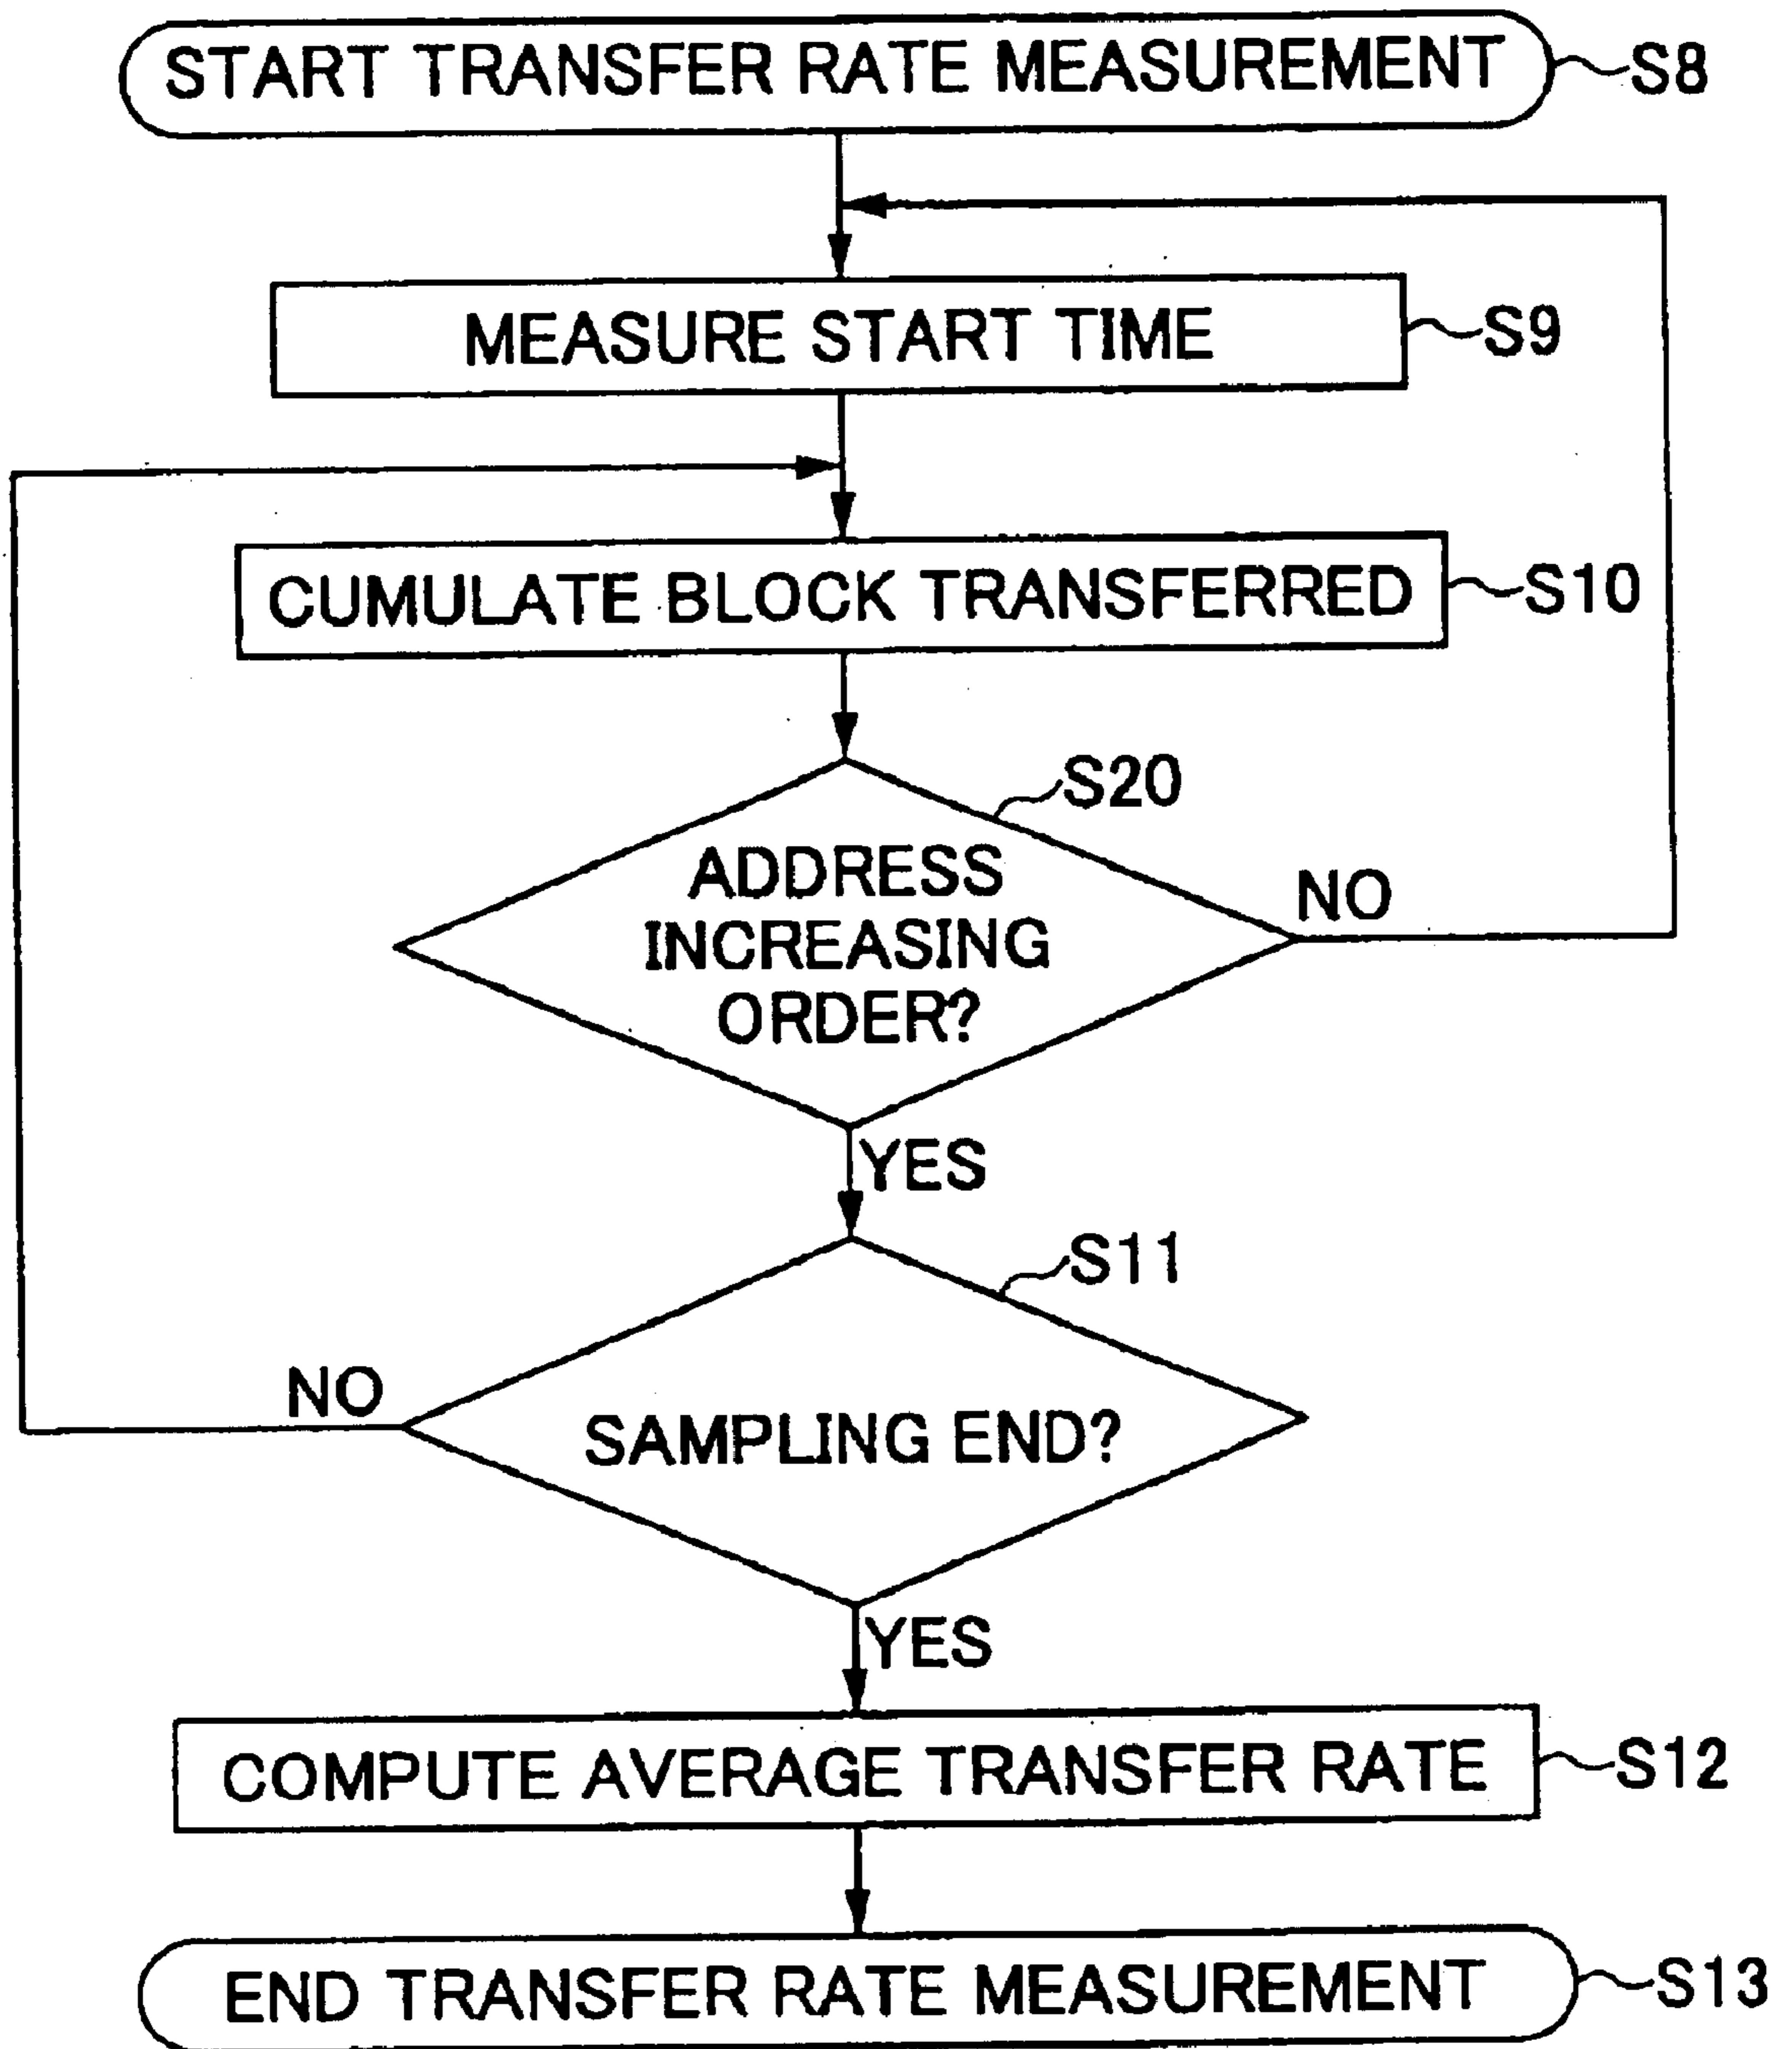 START TRANSFER RATE MEASUREMENT S8
MEASURE START TIME S9
CUMULATE BLOCK TRANSFERRED S10
S20
ADDRESS
INCREASING
ORDER?
NO
YES
S11
NO
SAMPLING END?
YES
COMPUTE AVERAGE TRANSFER RATE S12
END TRANSFER RATE MEASUREMENT S13